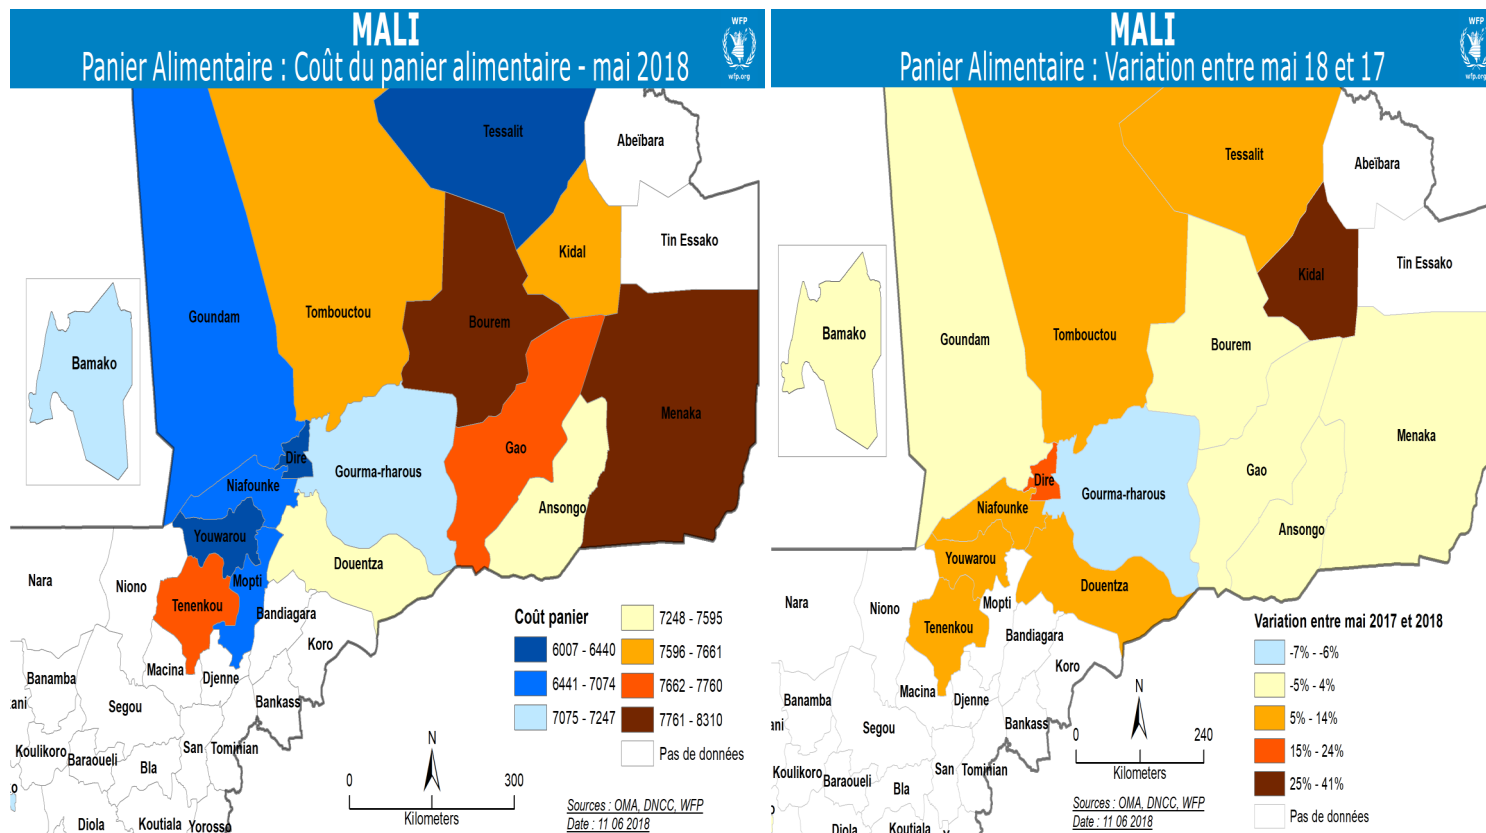 MALI
Panier Alimentaire : Coût du panier alimentaire - mai 2018
WFP
wfp.org
Tessalit
Abeïbara
Tin Essako
Kidal
Goundam
Tombouctou
Bourem
Bamako
Menaka
Gao
Dire
Gourma-rharous
Niafounke
Ansongo
Youwarou
Douentza
Nara
Niono
Mopti
Tenenkou
Bandiagara
Koro
Macina
Djenne
Banamba
Bankass
ani
Segou
Koulikoro
San
Tominian
Baraoueli
Bla
o
Diola
Koutiala
Yorosso
Coût panier
6007 - 6440
6441 - 7074
7075 - 7247
7248 - 7595
7596 - 7661
7662 - 7760
7761 - 8310
Pas de données
N
0 300
Kilometers
Sources : OMA, DNCC, WFP
Date : 11 06 2018
MALI
Panier Alimentaire : Variation entre mai 18 et 17
WFP
wfp.org
Tessalit
Abeïbara
Tin Essako
Kidal
Goundam
Tombouctou
Bourem
Bamako
Menaka
Gao
Dire
Gourma-rharous
Niafounke
Ansongo
Youwarou
Douentza
Nara
Niono
Mopti
Tenenkou
Bandiagara
Koro
Macina
Djenne
Banamba
Bankass
ani
Segou
Koulikoro
San
Tominian
Baraoueli
Bla
Diola
Koutiala
Variation entre mai 2017 et 2018
-7% - -6%
-5% - 4%
5% - 14%
15% - 24%
25% - 41%
Pas de données
N
0 240
Kilometers
Sources : OMA, DNCC, WFP
Date : 11 06 2018